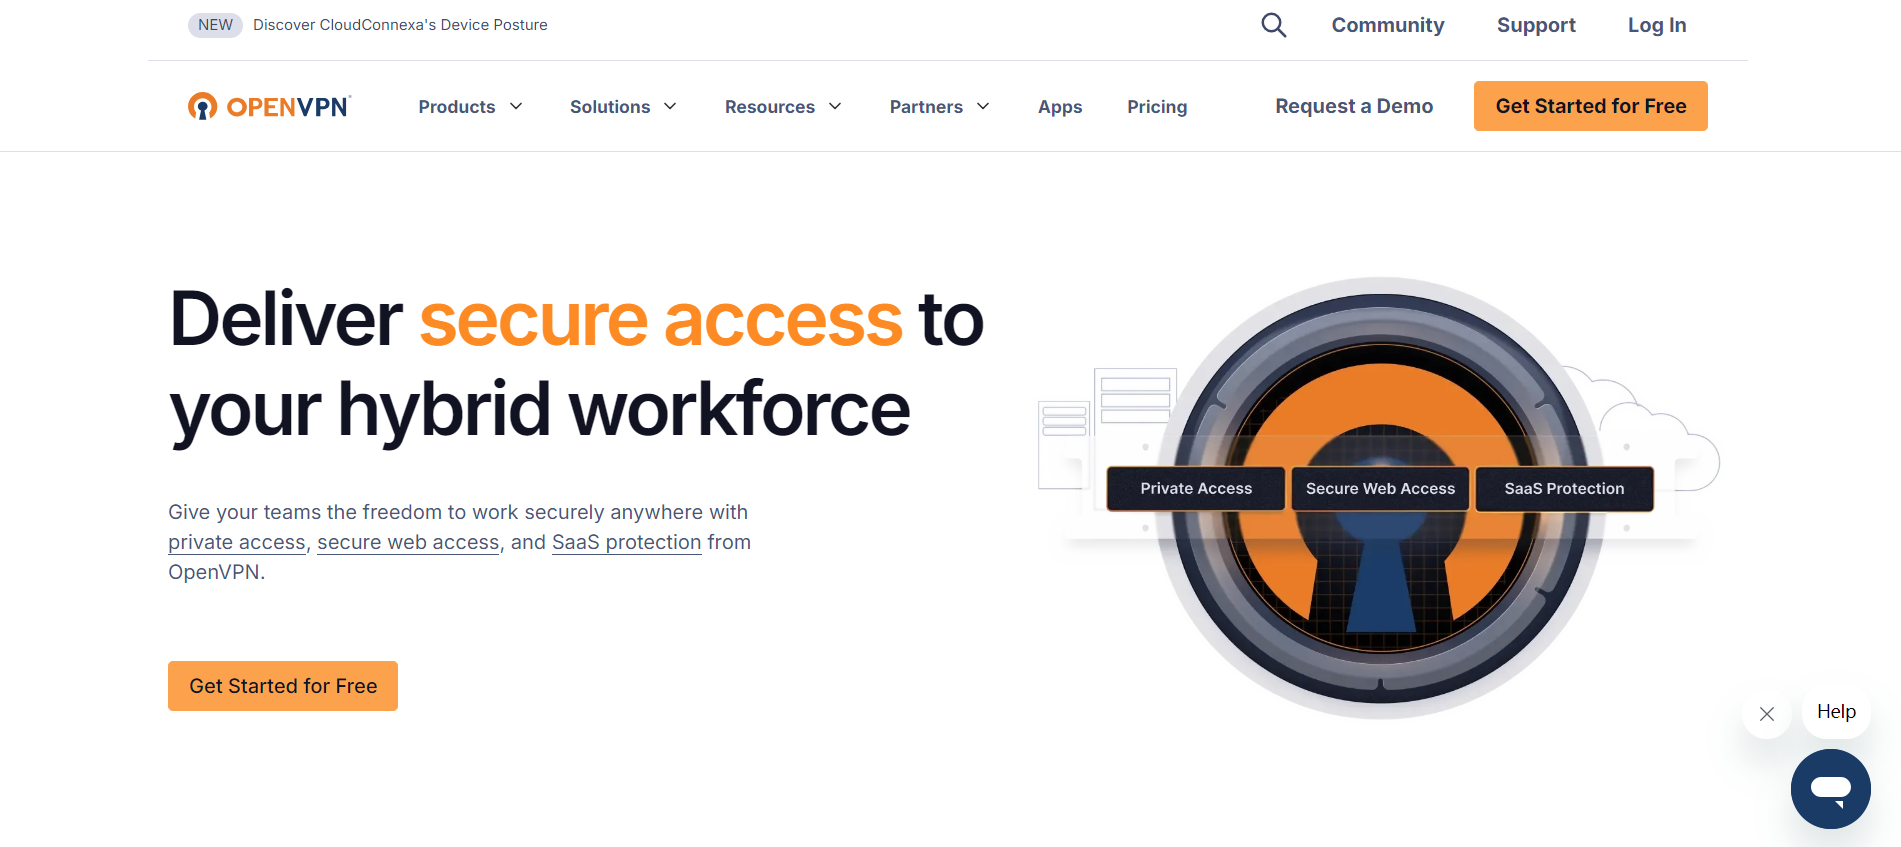 NEW Discover CloudConnexa's Device Posture
Community Support Log In
OPENVPN
Products Solutions Resources Partners Apps Pricing Request a Demo Get Started for Free
Deliver secure access to
your hybrid workforce
Give your teams the freedom to work securely anywhere with
private access, secure web access, and SaaS protection from
OpenVPN.
Get Started for Free
Private Access Secure Web Access SaaS Protection
Help